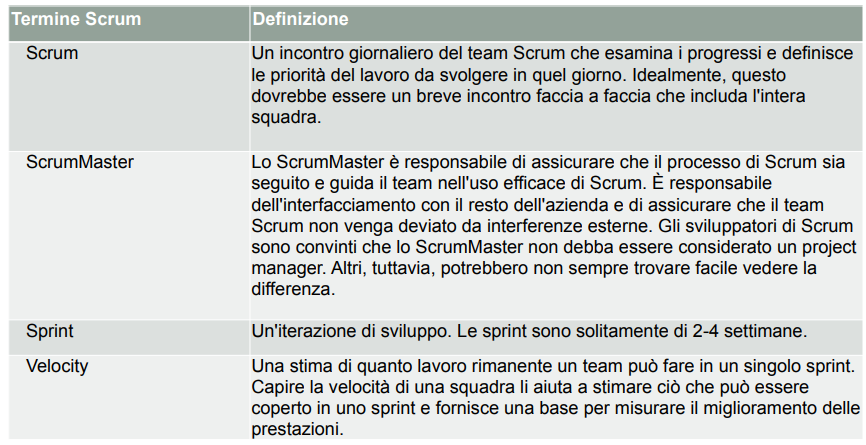 Termine Scrum Definizione
Scrum Un incontro giornaliero del team Scrum che esamina i progressi e definisce
le priorità del lavoro da svolgere in quel giorno. Idealmente, questo
dovrebbe essere un breve incontro faccia a faccia che includa l'intera
squadra.
ScrumMaster Lo ScrumMaster è responsabile di assicurare che il processo di Scrum sia
seguito e guida il team nell'uso efficace di Scrum. È responsabile
dell'interfacciamento con il resto dell'azienda e di assicurare che il team
Scrum non venga deviato da interferenze esterne. Gli sviluppatori di Scrum
sono convinti che lo ScrumMaster non debba essere considerato un project
manager. Altri, tuttavia, potrebbero non sempre trovare facile vedere la
differenza.
Sprint Un'iterazione di sviluppo. Le sprint sono solitamente di 2-4 settimane.
Velocity Una stima di quanto lavoro rimanente un team può fare in un singolo sprint.
Capire la velocità di una squadra li aiuta a stimare ciò che può essere
coperto in uno sprint e fornisce una base per misurare il miglioramento delle
prestazioni.